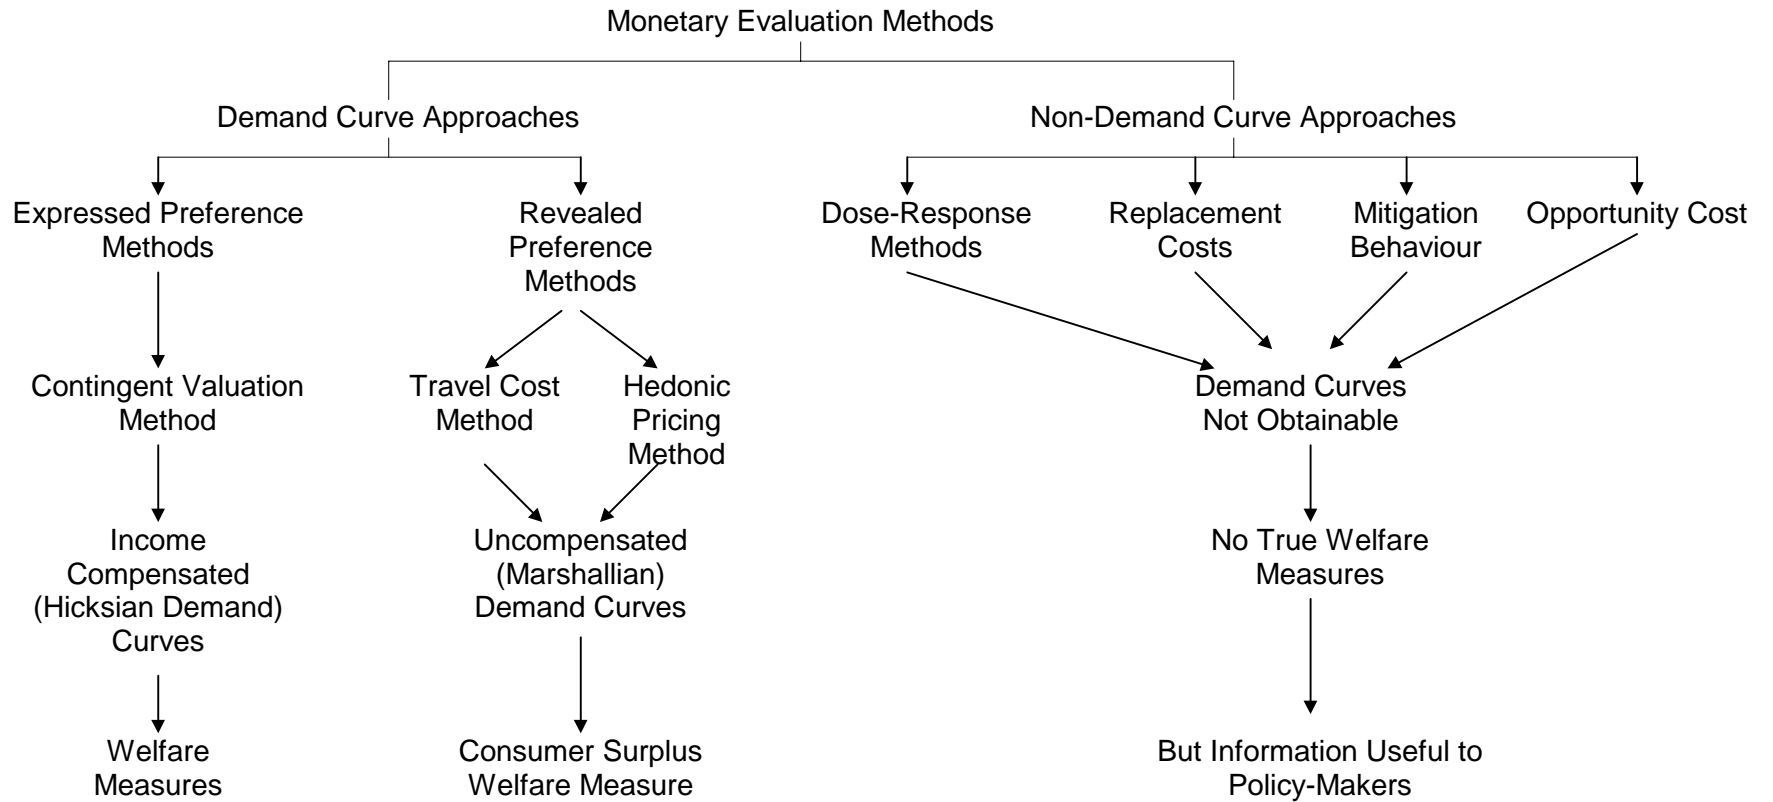 Monetary Evaluation Methods
Demand Curve Approaches
Non-Demand Curve Approaches
Expressed Preference
Methods
Revealed
Preference
Methods
Dose-Response
Methods
Replacement
Costs
Mitigation
Behaviour
Opportunity Cost
Contingent Valuation
Method
Travel Cost
Method
Hedonic
Pricing
Method
Demand Curves
Not Obtainable
Income
Compensated
(Hicksian Demand)
Curves
Uncompensated
(Marshallian)
Demand Curves
No True Welfare
Measures
Welfare
Measures
Consumer Surplus
Welfare Measure
But Information Useful to
Policy-Makers